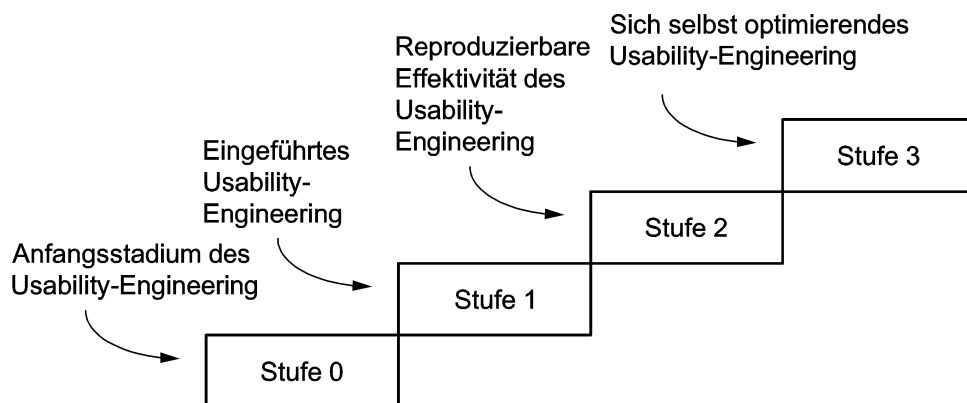 Sich selbst optimierendes
Usability-Engineering
Reproduzierbare
Effektivität des
Usability-
Engineering
Eingeführtes
Usability-
Engineering
Anfangsstadium des
Usability-Engineering
Stufe 3
Stufe 2
Stufe 1
Stufe 0